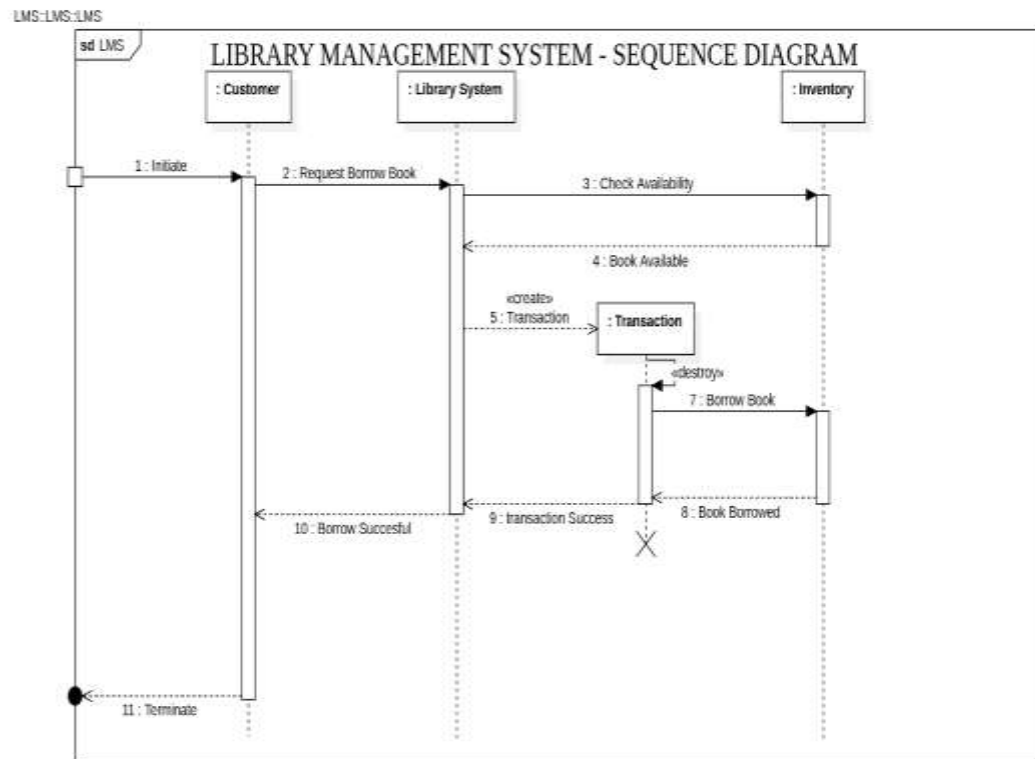 LMS::LMS::LMS
sd LMS
LIBRARY MANAGEMENT SYSTEM - SEQUENCE DIAGRAM
: Customer
: Library System
: Inventory
1 : Initiate
2 : Request Borrow Book
3 : Check Availability
4 : Book Available
«create»
5 : Transaction
: Transaction
«destroy»
7 : Borrow Book
8 : Book Borrowed
9 : transaction Success
10 : Borrow Succesful
11 : Terminate